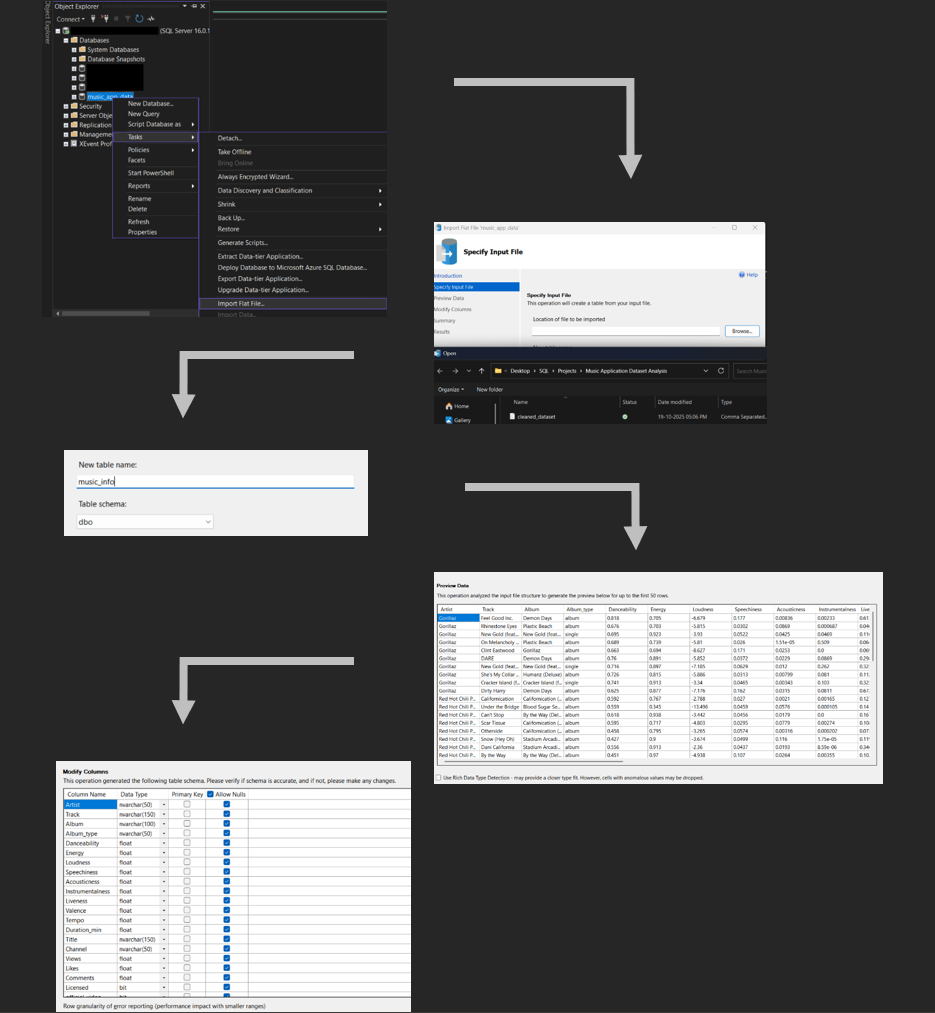 Object Explorer
Object Explorer
Connect
(SQL Server 16.0.1
Databases
System Databases
Database Snapshots
music_app_data
Security
Server Obje
Replication
Manageme
XEvent Prof
New Database...
New Query
Script Database as
Tasks
Policies
Facets
Start PowerShell
Reports
Rename
Delete
Refresh
Properties
Detach...
Take Offline
Bring Online
Always Encrypted Wizard...
Data Discovery and Classification
Shrink
Back Up...
Restore
Generate Scripts...
Extract Data-tier Application...
Deploy Database to Microsoft Azure SQL Database...
Export Data-tier Application...
Upgrade Data-tier Application...
Import Flat File...
Import Data...
Import Flat File 'music_app_data'
Specify Input File
Help
Introduction
Specify Input File
Preview Data
Modify Columns
Summary
Results
Specify Input File
This operation will create a table from your input file.
Location of file to be imported
Browse...
Open
Desktop > SQL > Projects > Music Application Dataset Analysis
Search Music
Organize
New folder
Home
Gallery
Name Status Date modified Type
cleaned_dataset 19-10-2025 05:06 PM Comma Separated...
New table name:
music_info
Table schema:
dbo
Preview Data
This operation analyzed the input file structure to generate the preview below for up to the first 50 rows.
Artist Track Album Album_type Danceability Energy Loudness Speechiness Acousticness Instrumentalness Live
Gorillaz Feel Good Inc. Demon Days album 0.818 0.705 -6.679 0.177 0.00836 0.00233 0.61
Gorillaz Rhinestone Eyes Plastic Beach album 0.676 0.703 -5.815 0.0302 0.0869 0.000687 0.04
Gorillaz New Gold (feat... New Gold (feat... single 0.695 0.923 -3.93 0.0522 0.0425 0.0469 0.11
Gorillaz On Melancholy ... Plastic Beach album 0.689 0.739 -5.81 0.026 1.51e-05 0.509 0.06
Gorillaz Clint Eastwood Gorillaz album 0.663 0.694 -8.627 0.171 0.0253 0.0 0.06
Gorillaz DARE Demon Days album 0.76 0.891 -5.852 0.0372 0.0229 0.0869 0.29
Gorillaz New Gold (feat... New Gold (feat... single 0.716 0.897 -7.185 0.0629 0.012 0.262 0.32
Gorillaz She's My Collar ... Humanz (Deluxe) album 0.726 0.815 -5.886 0.0313 0.00799 0.081 0.11
Gorillaz Cracker Island (f... Cracker Island (f... single 0.741 0.913 -3.34 0.0465 0.00343 0.103 0.32
Gorillaz Dirty Harry Demon Days album 0.625 0.877 -7.176 0.162 0.0315 0.0811 0.67
Red Hot Chili P... Californication Californication (... album 0.592 0.767 -2.788 0.027 0.0021 0.00165 0.12
Red Hot Chili P... Under the Bridge Blood Sugar Se... album 0.559 0.345 -13.496 0.0459 0.0576 0.000105 0.14
Red Hot Chili P... Can't Stop By the Way (Del... album 0.618 0.938 -3.442 0.0456 0.0179 0.0 0.16
Red Hot Chili P... Scar Tissue Californication (... album 0.595 0.717 -4.803 0.0295 0.0779 0.00274 0.10
Red Hot Chili P... Otherside Californication (... album 0.458 0.795 -3.265 0.0574 0.00316 0.000202 0.07
Red Hot Chili P... Snow (Hey Oh) Stadium Arcadi... album 0.427 0.9 -3.674 0.0499 0.116 1.75e-05 0.11
Red Hot Chili P... Dani California Stadium Arcadi... album 0.556 0.913 -2.36 0.0437 0.0193 8.59e-06 0.34
Red Hot Chili P... By the Way By the Way (Del... album 0.451 0.97 -4.938 0.107 0.0264 0.00355 0.10
Use Rich Data Type Detection - may provide a closer type fit. However, cells with anomalous values may be dropped.
Modify Columns
This operation generated the following table schema. Please verify if schema is accurate, and if not, please make any changes.
Column Name Data Type Primary Key Allow Nulls
Artist nvarchar(50)
Track nvarchar(150)
Album nvarchar(100)
Album_type nvarchar(50)
Danceability float
Energy float
Loudness float
Speechiness float
Acousticness float
Instrumentalness float
Liveness float
Valence float
Tempo float
Duration_min float
Title nvarchar(150)
Channel nvarchar(50)
Views float
Likes float
Comments float
Licensed bit
official_video bit
Row granularity of error reporting (performance impact with smaller ranges)